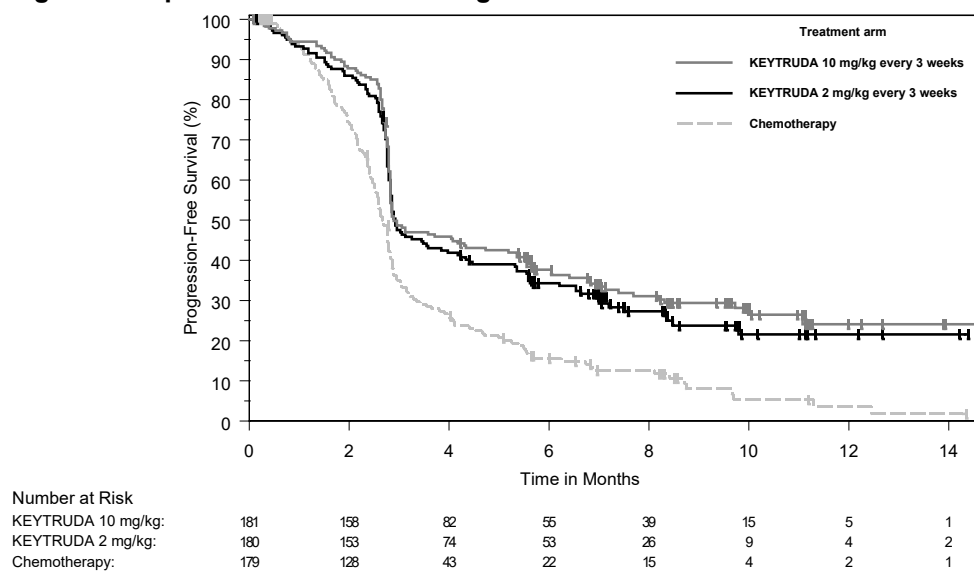 100
90
80
70
60
50
40
30
20
10
0
Progression-Free Survival (%)
Treatment arm
KEYTRUDA 10 mg/kg every 3 weeks
KEYTRUDA 2 mg/kg every 3 weeks
Chemotherapy
0 2 4 6 8 10 12 14
Time in Months
Number at Risk
KEYTRUDA 10 mg/kg: 181 158 82 55 39 15 5 1
KEYTRUDA 2 mg/kg: 180 153 74 53 26 9 4 2
Chemotherapy: 179 128 43 22 15 4 2 1